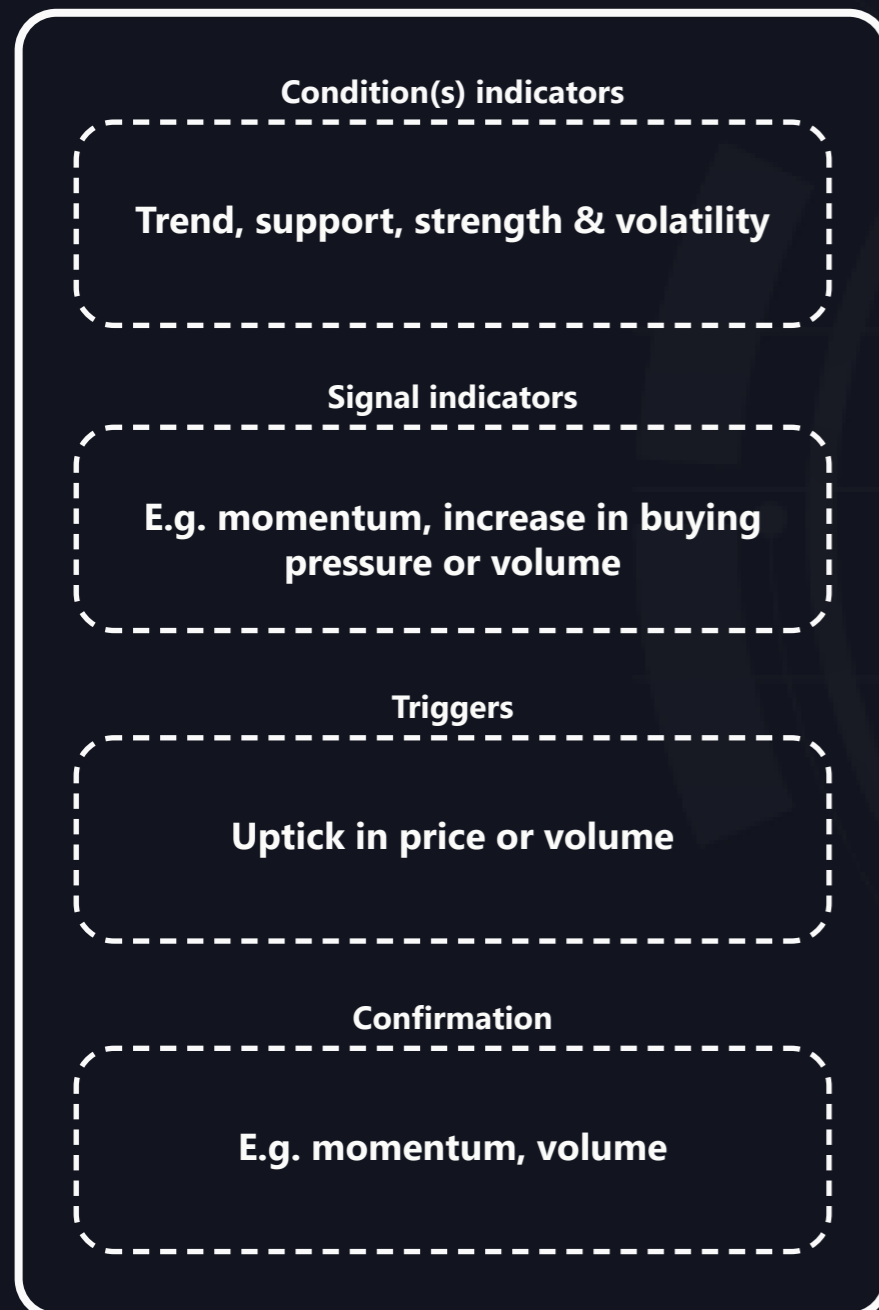 Condition(s) indicators
Trend, support, strength & volatility
Signal indicators
E.g. momentum, increase in buying
pressure or volume
Triggers
Uptick in price or volume
Confirmation
E.g. momentum, volume